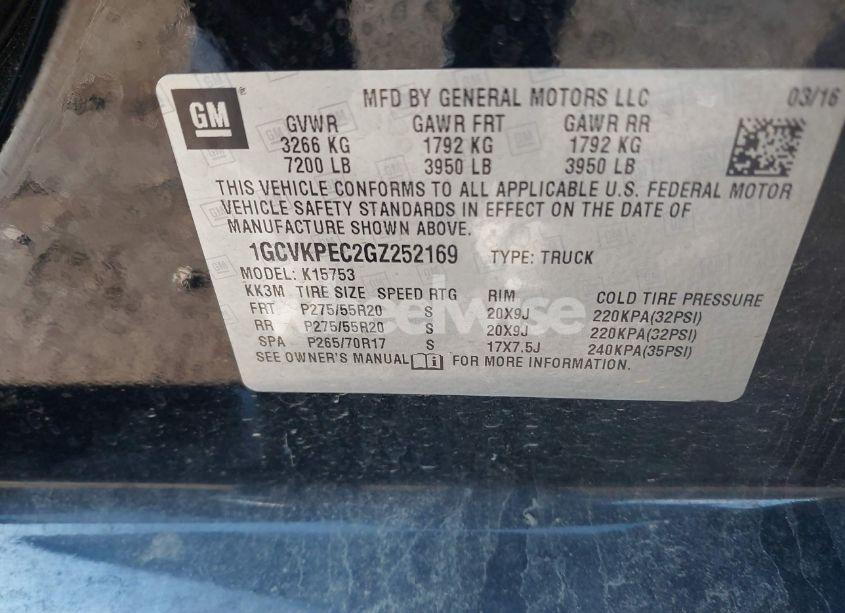 GM ®
MFD BY GENERAL MOTORS LLC 03/16
GVWR GAWR FRT GAWR RR
3266 KG 1792 KG 1792 KG
7200 LB 3950 LB 3950 LB
THIS VEHICLE CONFORMS TO ALL APPLICABLE U.S. FEDERAL MOTOR
VEHICLE SAFETY STANDARDS IN EFFECT ON THE DATE OF
MANUFACTURE SHOWN ABOVE.
1GCVKPEC2GZ252169 TYPE: TRUCK
MODEL: K15753
KK3M TIRE SIZE SPEED RTG RIM COLD TIRE PRESSURE
FRT P275/55R20 S 20X9J 220KPA(32PSI)
RR P275/55R20 S 20X9J 220KPA(32PSI)
SPA P265/70R17 S 17X7.5J 240KPA(35PSI)
SEE OWNER'S MANUAL FOR MORE INFORMATION.